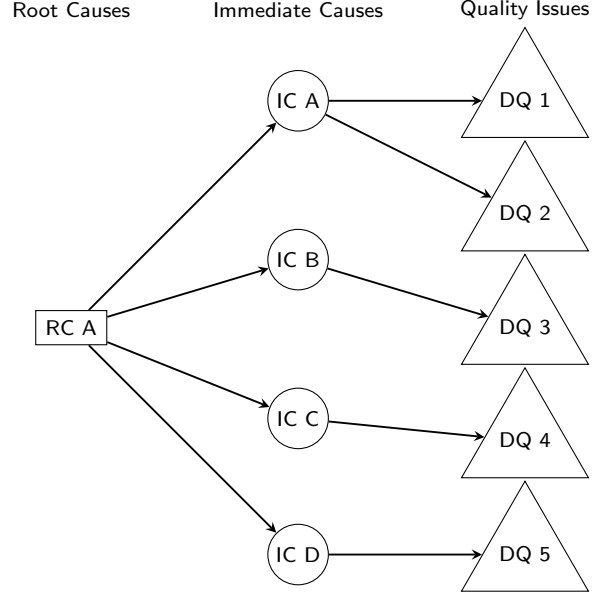 Root Causes
Immediate Causes
Quality Issues
IC A
DQ 1
DQ 2
IC B
RC A
DQ 3
IC C
DQ 4
IC D
DQ 5